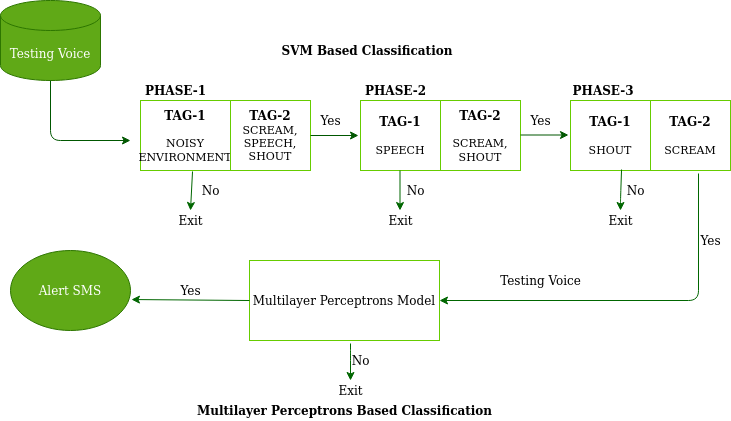 Testing Voice
SVM Based Classification
PHASE-1
TAG-1
NOISY
ENVIRONMENT
TAG-2
SCREAM,
SPEECH,
SHOUT
Yes
PHASE-2
TAG-1
SPEECH
TAG-2
SCREAM,
SHOUT
Yes
PHASE-3
TAG-1
SHOUT
TAG-2
SCREAM
No
Exit
No
Exit
No
Exit
Yes
Testing Voice
Multilayer Perceptrons Model
Yes
Alert SMS
No
Exit
Multilayer Perceptrons Based Classification